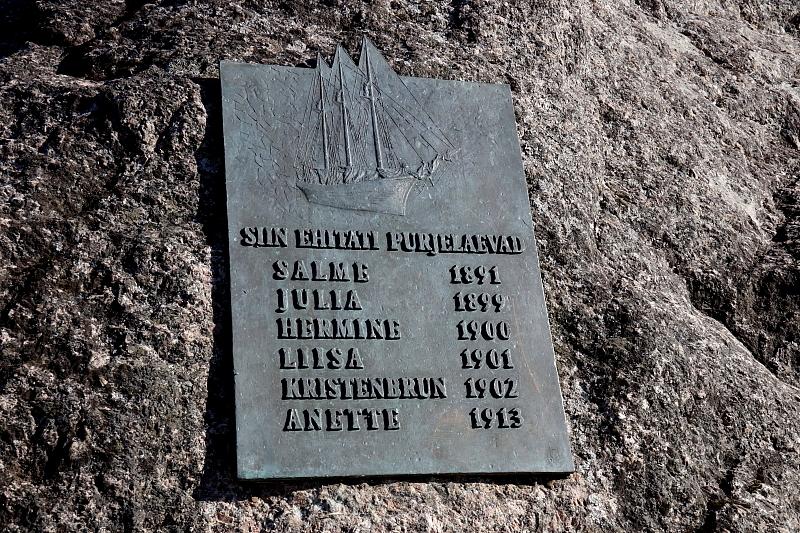 SIIN EHITATI PURJELAEVAD
SALME 1891
JULIA 1899
HERMINE 1900
LIISA 1901
KRISTENBRUN 1902
ANETTE 1913